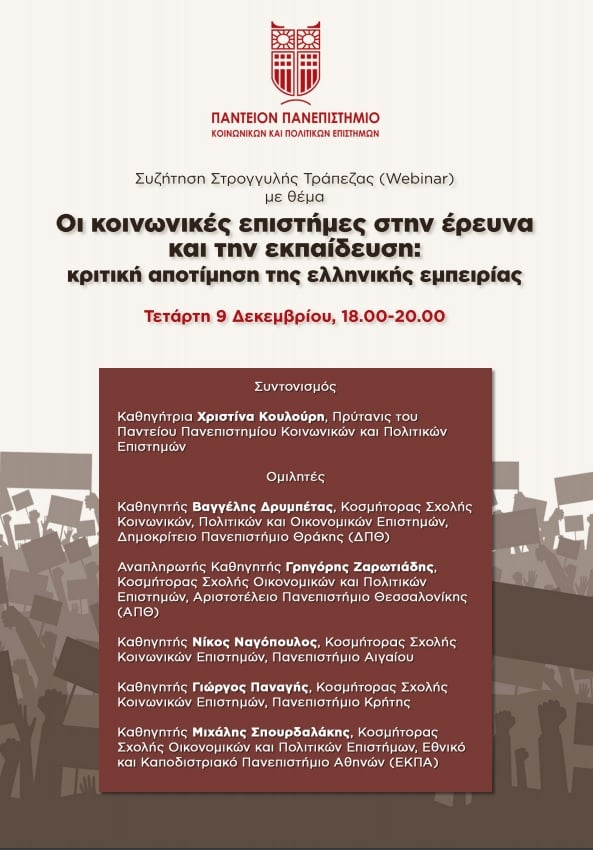 ΠΑΝΤΕΙΟΝ ΠΑΝΕΠΙΣΤΗΜΙΟ
ΚΟΙΝΩΝΙΚΩΝ ΚΑΙ ΠΟΛΙΤΙΚΩΝ ΕΠΙΣΤΗΜΩΝ
Συζήτηση Στρογγυλής Τράπεζας (Webinar)
με θέμα
Οι κοινωνικές επιστήμες στην έρευνα
και την εκπαίδευση:
κριτική αποτίμηση της ελληνικής εμπειρίας
Τετάρτη 9 Δεκεμβρίου, 18.00-20.00
Συντονισμός
Καθηγήτρια Χριστίνα Κουλούρη, Πρύτανις του
Παντείου Πανεπιστημίου Κοινωνικών και Πολιτικών
Επιστημών
Ομιλητές
Καθηγητής Βαγγέλης Δρυμπέτας, Κοσμήτορας Σχολής
Κοινωνικών, Πολιτικών και Οικονομικών Επιστημών,
Δημοκρίτειο Πανεπιστήμιο Θράκης (ΔΠΘ)
Αναπληρωτής Καθηγητής Γρηγόρης Ζαρωτιάδης,
Κοσμήτορας Σχολής Οικονομικών και Πολιτικών
Επιστημών, Αριστοτέλειο Πανεπιστήμιο Θεσσαλονίκης
(ΑΠΘ)
Καθηγητής Νίκος Ναγόπουλος, Κοσμήτορας Σχολής
Κοινωνικών Επιστημών, Πανεπιστήμιο Αιγαίου
Καθηγητής Γιώργος Παναγής, Κοσμήτορας Σχολής
Κοινωνικών Επιστημών, Πανεπιστήμιο Κρήτης
Καθηγητής Μιχάλης Σπουρδαλάκης, Κοσμήτορας
Σχολής Οικονομικών και Πολιτικών Επιστήμων, Εθνικό
και Καποδιστριακό Πανεπιστήμιο Αθηνών (ΕΚΠΑ)